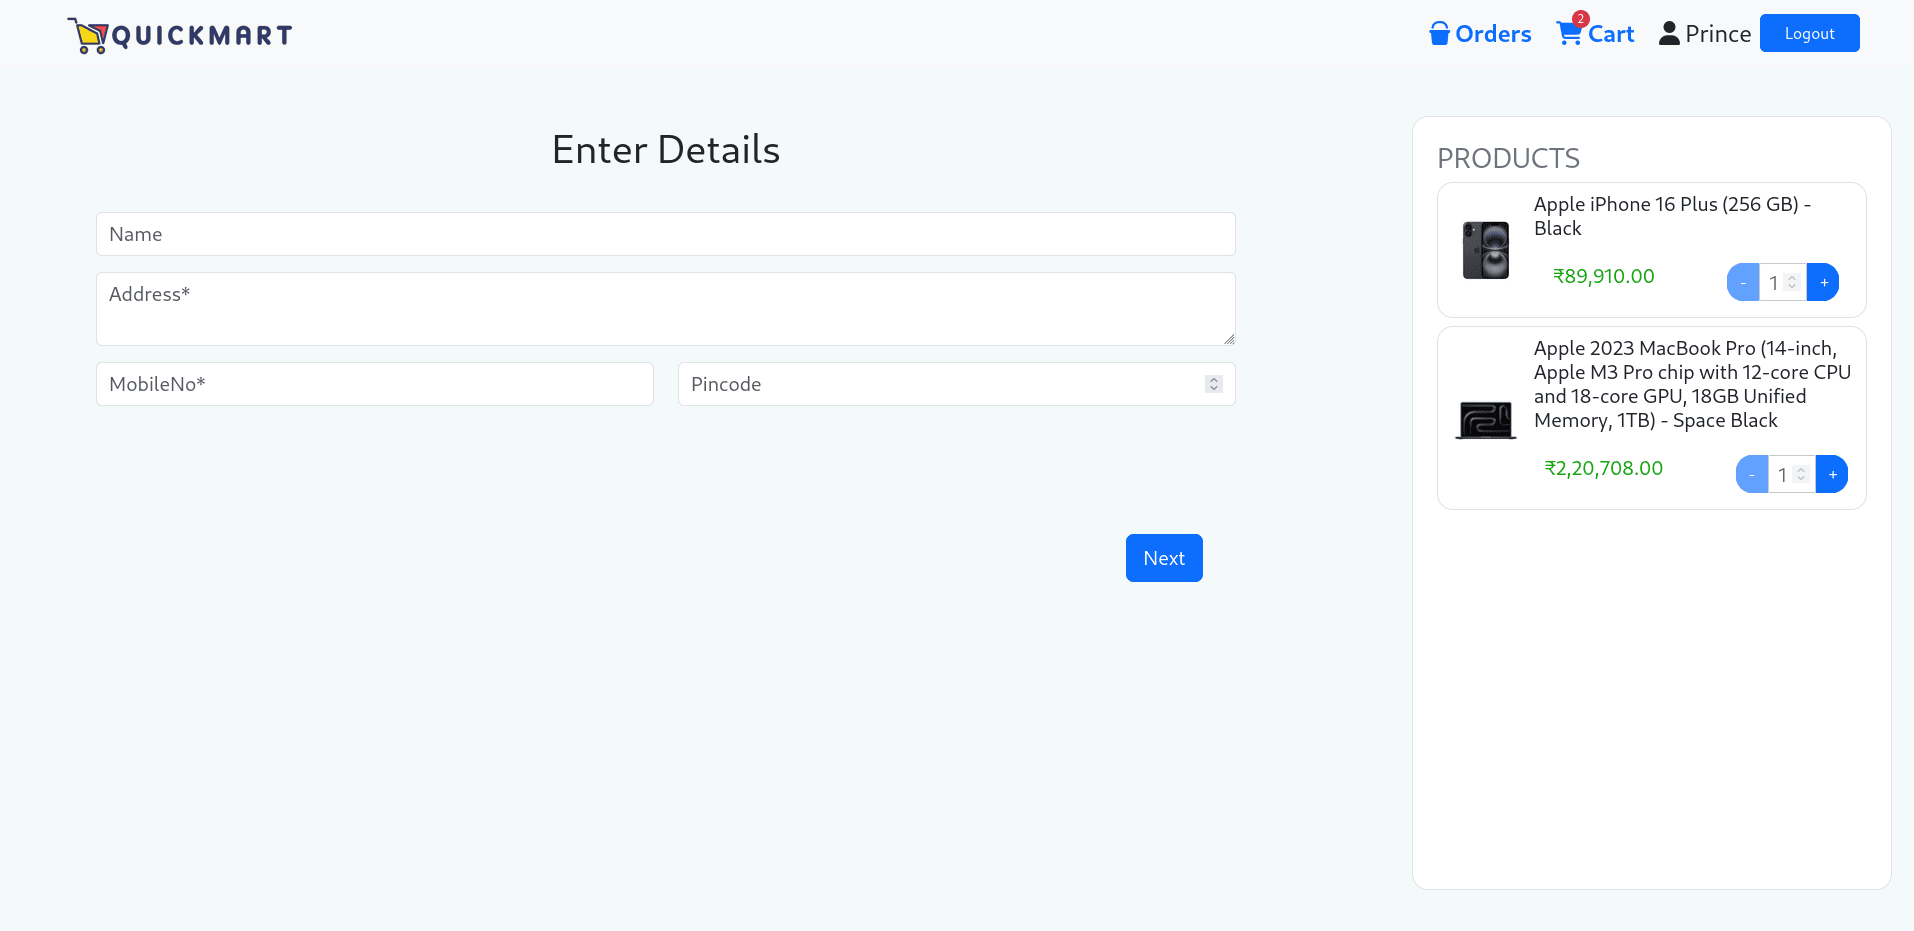 QUICKMART
Orders
2
Cart
Prince
Logout
Enter Details
Name
Address*
MobileNo*
Pincode
Next
PRODUCTS
Apple iPhone 16 Plus (256 GB) -
Black
₹89,910.00
- 1 +
Apple 2023 MacBook Pro (14-inch,
Apple M3 Pro chip with 12-core CPU
and 18-core GPU, 18GB Unified
Memory, 1TB) - Space Black
₹2,20,708.00
- 1 +